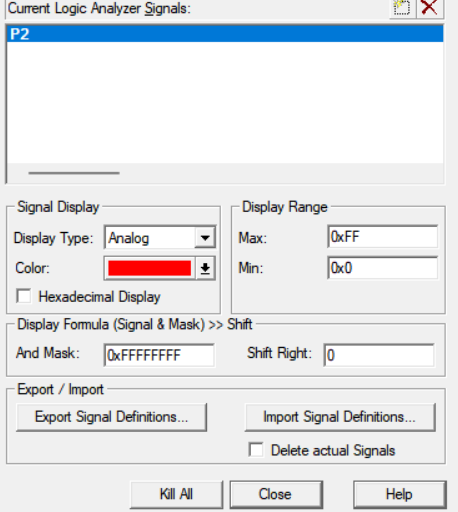 Current Logic Analyzer Signals:
P2
Signal Display
Display Type: Analog
Color:
Hexadecimal Display
Display Range
Max: 0xFF
Min: 0x0
Display Formula (Signal & Mask) >> Shift
And Mask: 0xFFFFFFFF Shift Right: 0
Export / Import
Export Signal Definitions... Import Signal Definitions...
Delete actual Signals
Kill All Close Help